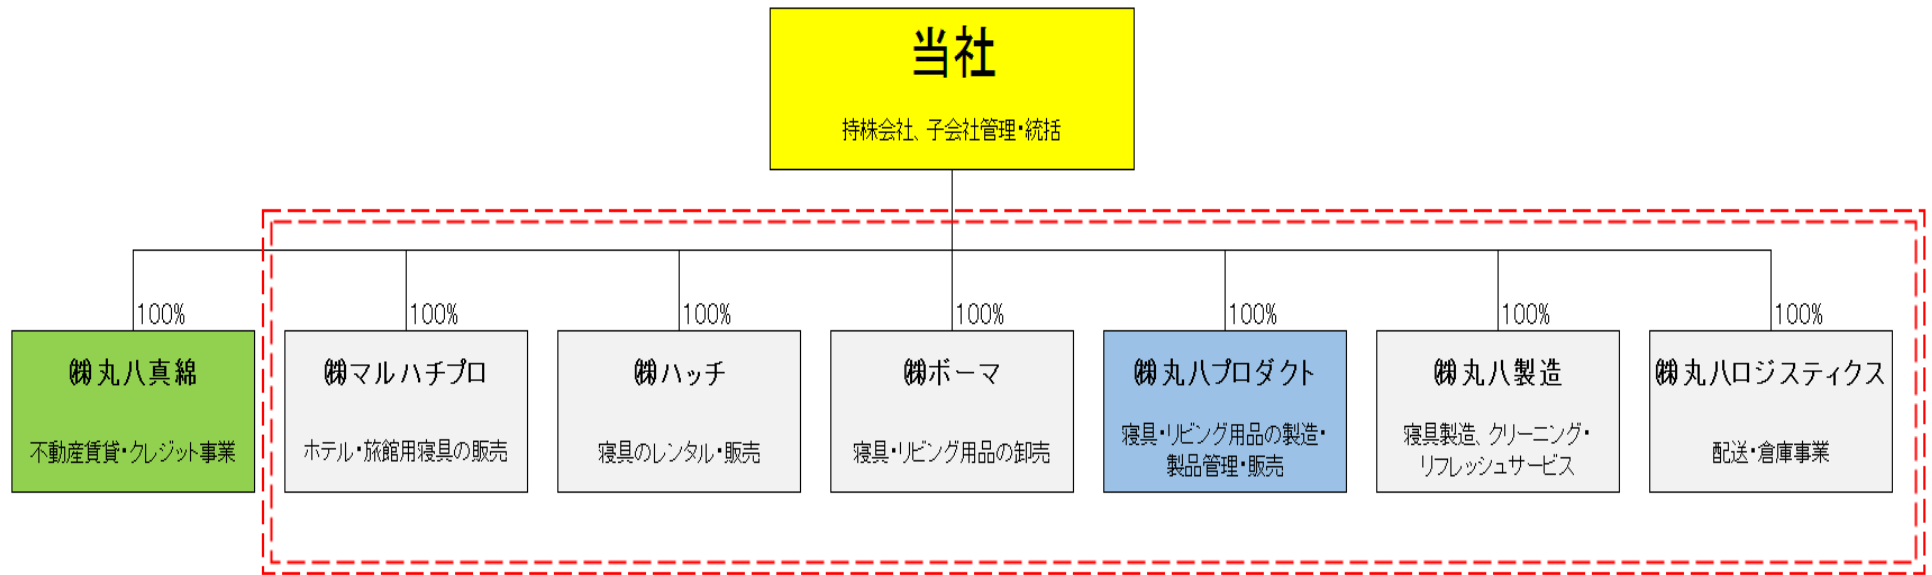 当社
持株会社、子会社管理・統括
100%
100%
100%
100%
100%
100%
100%
㈱丸八真綿
㈱マルハチプロ
㈱ハッチ
㈱ボーマ
㈱丸八プロダクト
㈱丸八製造
㈱丸八ロジスティクス
不動産賃貸・クレジット事業
ホテル・旅館用寝具の販売
寝具のレンタル・販売
寝具・リビング用品の卸売
寝具・リビング用品の製造・
製品管理・販売
寝具製造、クリーニング・
リフレッシュサービス
配送・倉庫事業